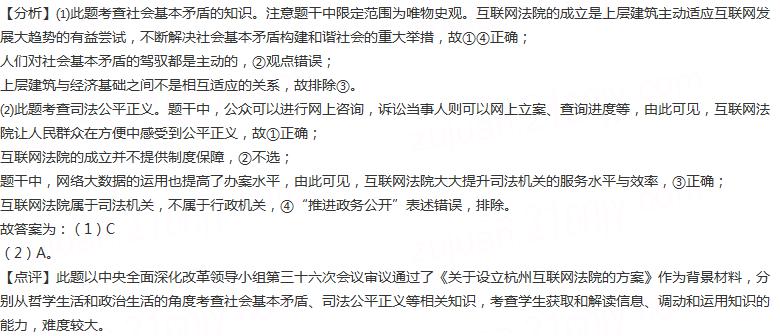 【分析】⑴此题考查社会基本矛盾的知识。注意题干中限定范围为唯物史观。互联网法院的成立是上层建筑主动适应互联网发
展大趋势的有益尝试，不断解决社会基本矛盾构建和谐社会的重大举措，故①④正确；
人们对社会基本矛盾的驾驭都是主动的，②观点错误；
上层建筑与经济基础之间不是相互适应的关系，故排除③。
⑵此题考查司法公平正义。题干中，公众可以进行网上咨询，诉讼当事人则可以网上立案、查询进度等，由此可见，互联网法
院让人民群众在方便中感受到公平正义，故①正确；
互联网法院的成立并不提供制度保障，②不选；
题干中，网络大数据的运用也提高了办案水平，由此可见，互联网法院大大提升司法机关的服务水平与效率，③正确；
互联网法院属于司法机关，不属于行政机关，④“推进政务公开”表述错误，排除。
故答案为：（1）C
（2）A。
【点评】此题以中央全面深化改革领导小组第三十六次会议审议通过了《关于设立杭州互联网法院的方案》作为背景材料，分
别从哲学生活和政治生活的角度考查社会基本矛盾、司法公平正义等相关知识，考查学生获取和解读信息、调动和运用知识的
能力，难度较大。